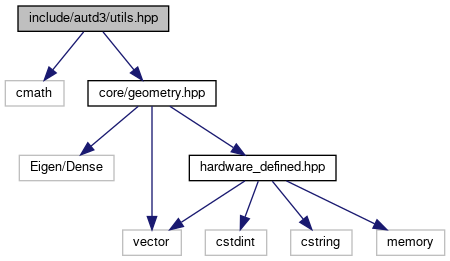 include/autd3/utils.hpp
cmath
core/geometry.hpp
Eigen/Dense
hardware_defined.hpp
vector
cstdint
cstring
memory